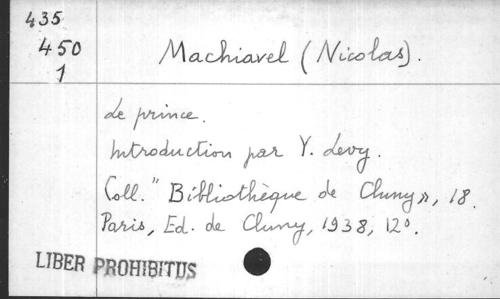 435
450
1
Machiavel (Nicolas).
Le prince.
Introduction par Y. Levy.
Coll. " Bibliothèque de Cluny », 18.
Paris, Ed. de Cluny, 1938, 12º.
LIBER PROHIBITUS